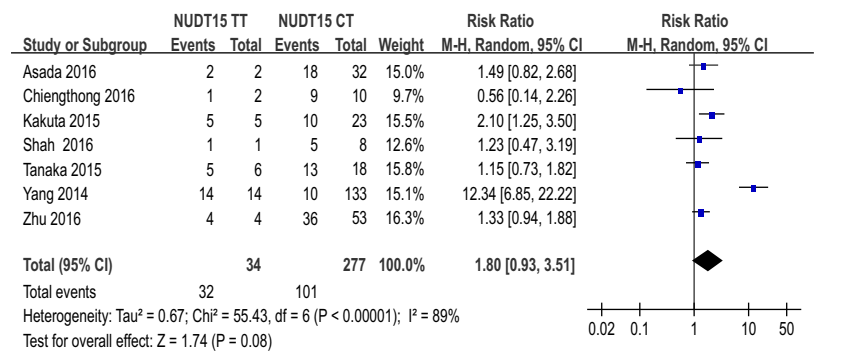 NUDT15 TT NUDT15 CT Risk Ratio Risk Ratio
Study or Subgroup Events Total Events Total Weight M-H, Random, 95% CI M-H, Random, 95% CI
Asada 2016 2 2 18 32 15.0% 1.49 [0.82, 2.68]
Chiengthong 2016 1 2 9 10 9.7% 0.56 [0.14, 2.26]
Kakuta 2015 5 5 10 23 15.5% 2.10 [1.25, 3.50]
Shah 2016 1 1 5 8 12.6% 1.23 [0.47, 3.19]
Tanaka 2015 5 6 13 18 15.8% 1.15 [0.73, 1.82]
Yang 2014 14 14 10 133 15.1% 12.34 [6.85, 22.22]
Zhu 2016 4 4 36 53 16.3% 1.33 [0.94, 1.88]
Total (95% CI) 34 277 100.0% 1.80 [0.93, 3.51]
Total events 32 101
Heterogeneity: Tau² = 0.67; Chi² = 55.43, df = 6 (P < 0.00001); I² = 89%
Test for overall effect: Z = 1.74 (P = 0.08)
0.02 0.1 1 10 50